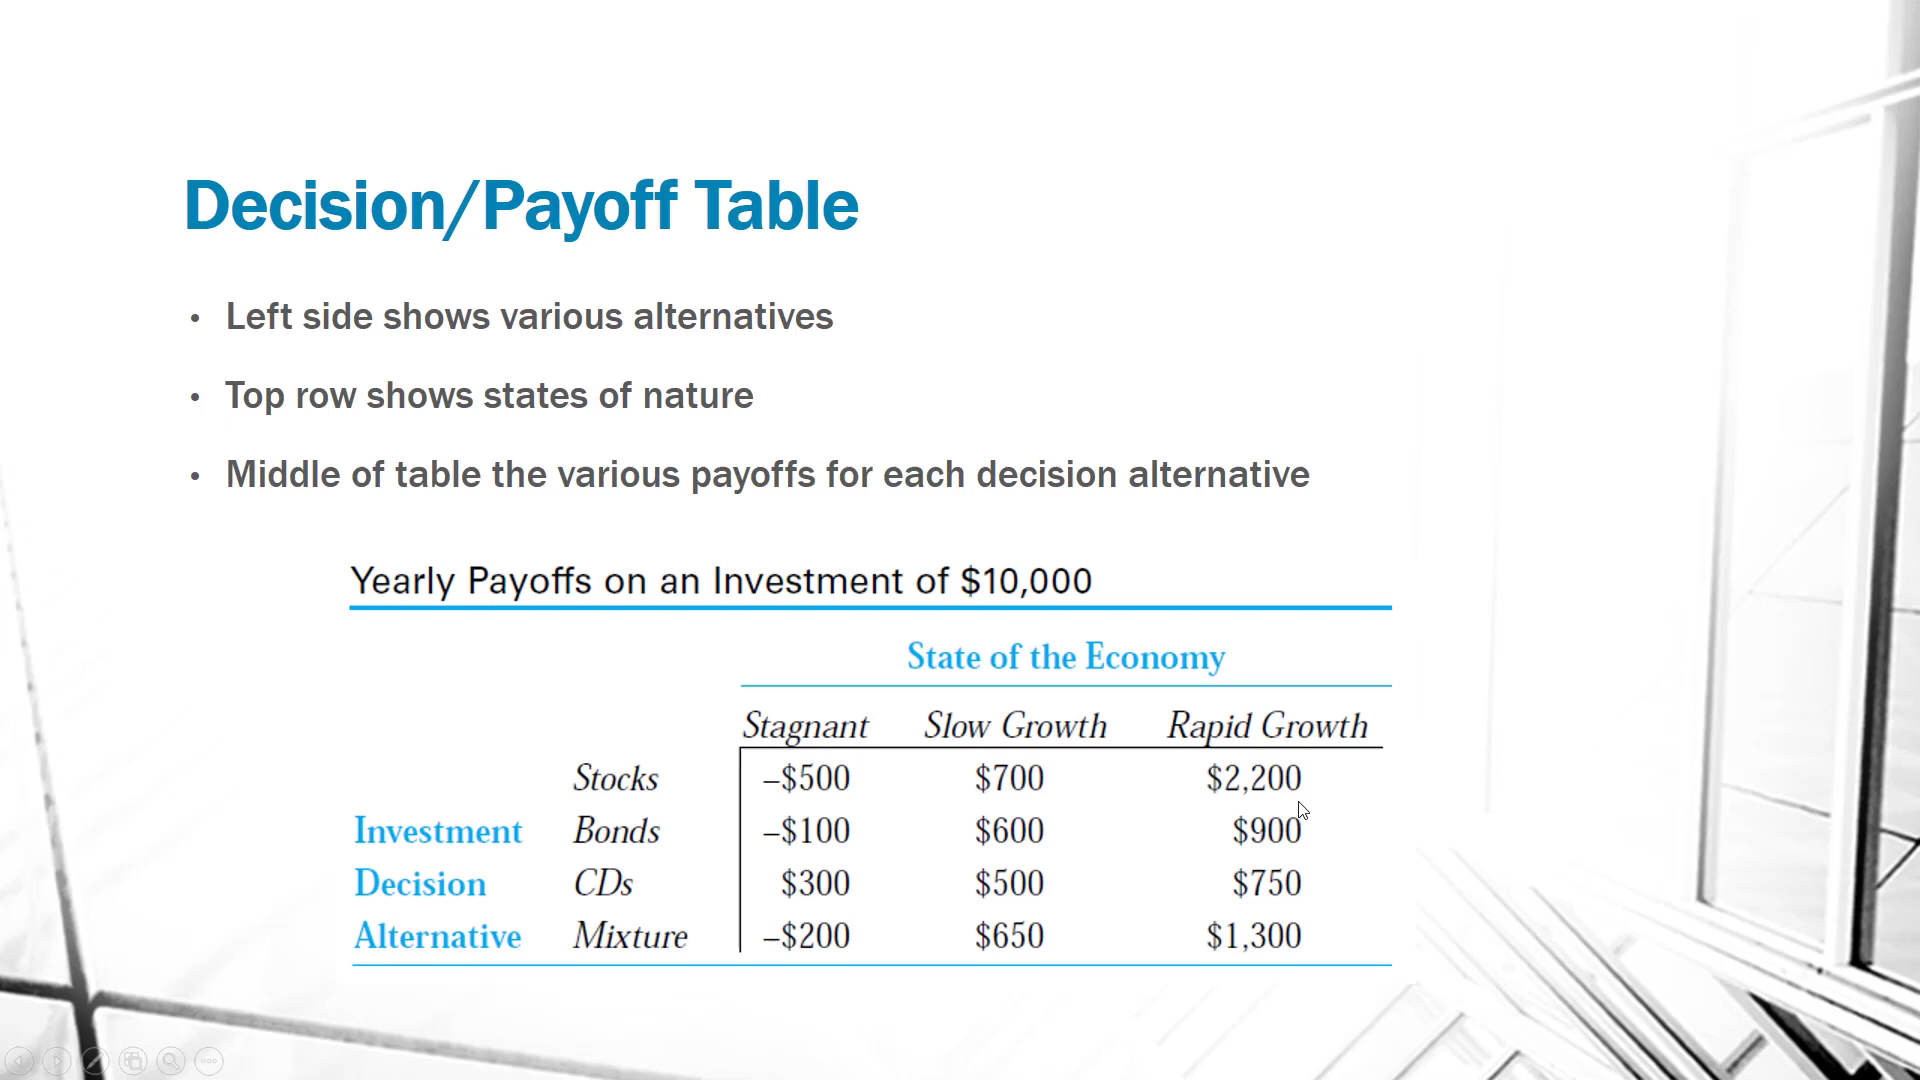 Decision/Payoff Table
• Left side shows various alternatives
• Top row shows states of nature
• Middle of table the various payoffs for each decision alternative
Yearly Payoffs on an Investment of $10,000
State of the Economy
Stagnant Slow Growth Rapid Growth
Stocks –$500 $700 $2,200
Investment Bonds –$100 $600 $900
Decision CDs $300 $500 $750
Alternative Mixture –$200 $650 $1,300